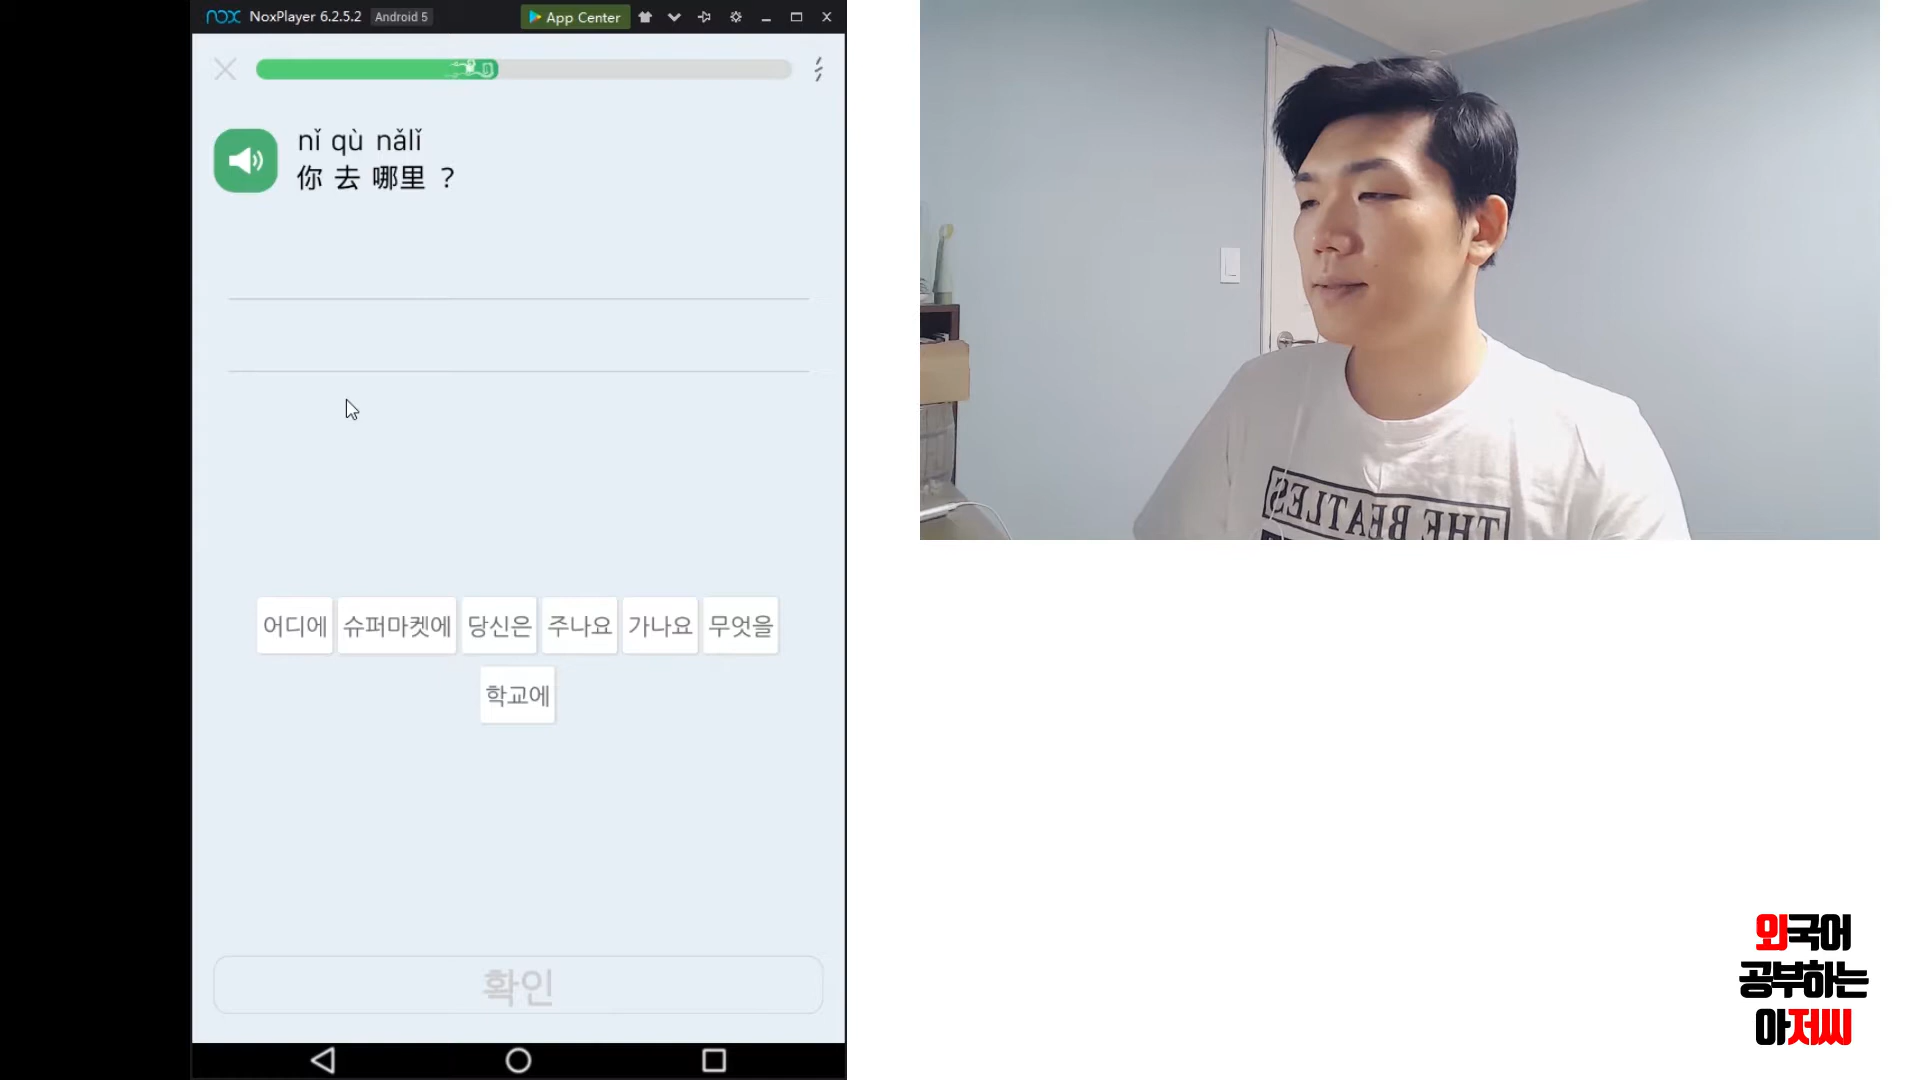 nox NoxPlayer 6.2.5.2 Android 5 App Center
nǐ qù nǎlǐ
你 去 哪里 ?
어디에 슈퍼마켓에 당신은 주나요 가나요 무엇을
학교에
확인
THE BEATLES
외국어
공부하는
아저씨